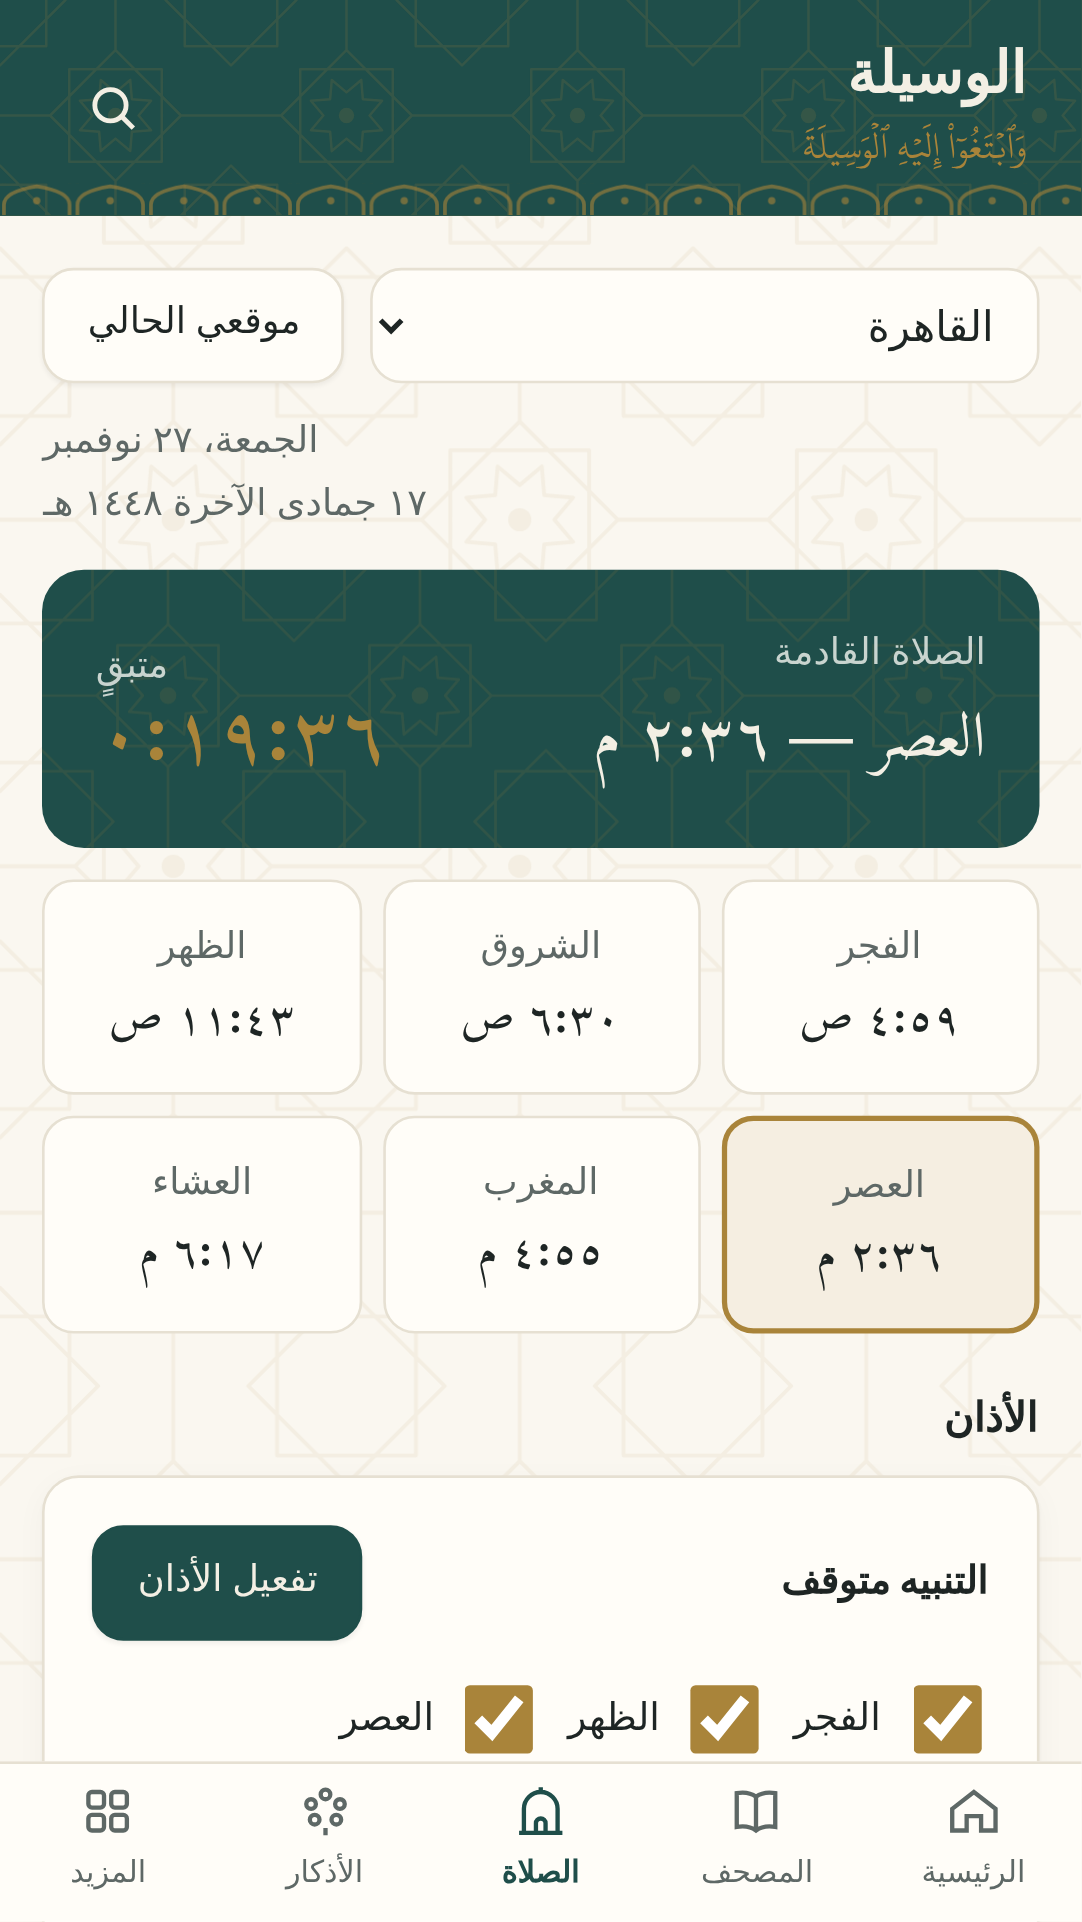 الوسيلة
وَٱبْتَغُوٓا۟ إِلَيْهِ ٱلْوَسِيلَةَ
القاهرة
موقعي الحالي
الجمعة، ٢٧ نوفمبر
١٧ جمادى الآخرة ١٤٤٨ هـ
الصلاة القادمة
العصر — ٢:٣٦ م
متبقٍ
٠:١٩:٣٦
الفجر
٤:٥٩ ص
الشروق
٦:٣٠ ص
الظهر
١١:٤٣ ص
العصر
٢:٣٦ م
المغرب
٤:٥٥ م
العشاء
٦:١٧ م
الأذان
التنبيه متوقف
تفعيل الأذان
الفجر
الظهر
العصر
الرئيسية
المصحف
الصلاة
الأذكار
المزيد